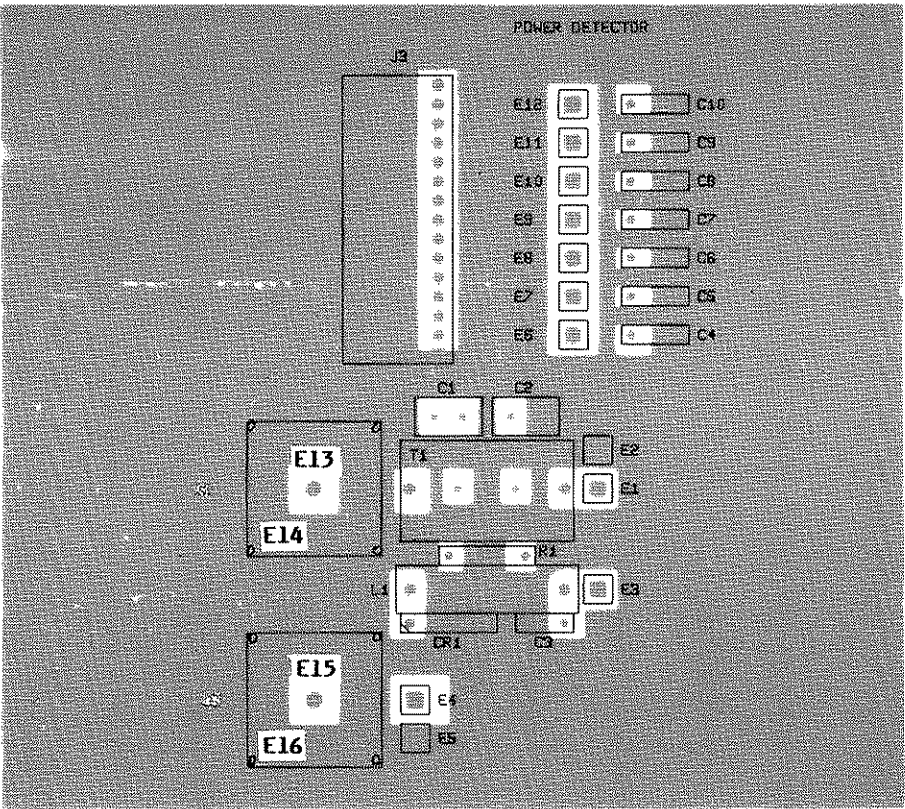 POWER DETECTOR
J3
E12 C10
E11 C9
E10 C8
E9 C7
E8 C6
E7 C5
E6 C4
C1 C2
E13 T1 E2
E1
E14
R1
L1 E3
CR1 C3
E15
E4
E16 E5